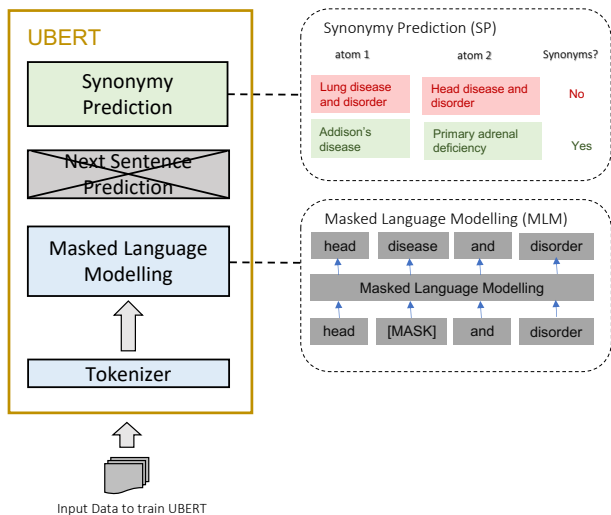 UBERT
Synonymy
Prediction
Next Sentence
Prediction
Masked Language
Modelling
Tokenizer
Input Data to train UBERT
Synonymy Prediction (SP)
atom 1 atom 2 Synonyms?
Lung disease
and disorder
Head disease and
disorder
No
Addison's
disease
Primary adrenal
deficiency
Yes
Masked Language Modelling (MLM)
head disease and disorder
Masked Language Modelling
head [MASK] and disorder